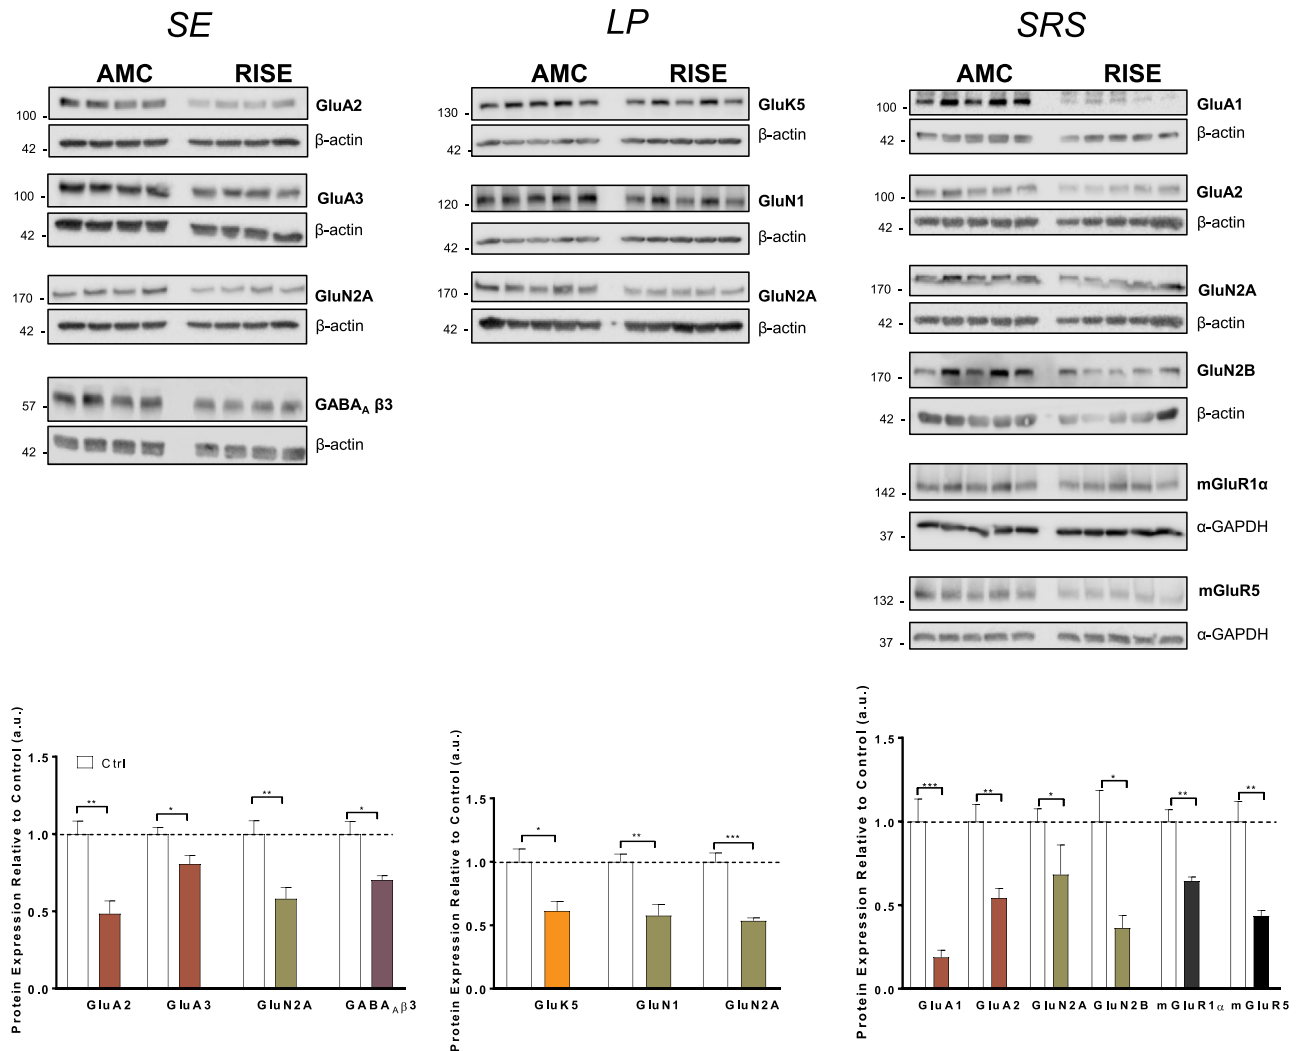 SE
AMC RISE
100 -
GluA2
42 -
β-actin
100 -
GluA3
42 -
β-actin
170 -
GluN2A
42 -
β-actin
57 -
GABAA β3
42 -
β-actin
LP
AMC RISE
130 -
GluK5
42 -
β-actin
120 -
GluN1
42 -
β-actin
170 -
GluN2A
42 -
β-actin
SRS
AMC RISE
100 -
GluA1
42 -
β-actin
100 -
GluA2
42 -
β-actin
170 -
GluN2A
42 -
β-actin
170 -
GluN2B
42 -
β-actin
142 -
mGluR1α
37 -
α-GAPDH
132 -
mGluR5
37 -
α-GAPDH
Protein Expression Relative to Control (a.u.)
1.5
1.0
0.5
0.0
Ctrl
** * ** *
GluA2 GluA3 GluN2A GABAAβ3
Protein Expression Relative to Control (a.u.)
1.5
1.0
0.5
0.0
* ** ***
GluK5 GluN1 GluN2A
Protein Expression Relative to Control (a.u.)
1.5
1.0
0.5
0.0
*** ** * * ** **
GluA1 GluA2 GluN2A GluN2B mGluR1α mGluR5